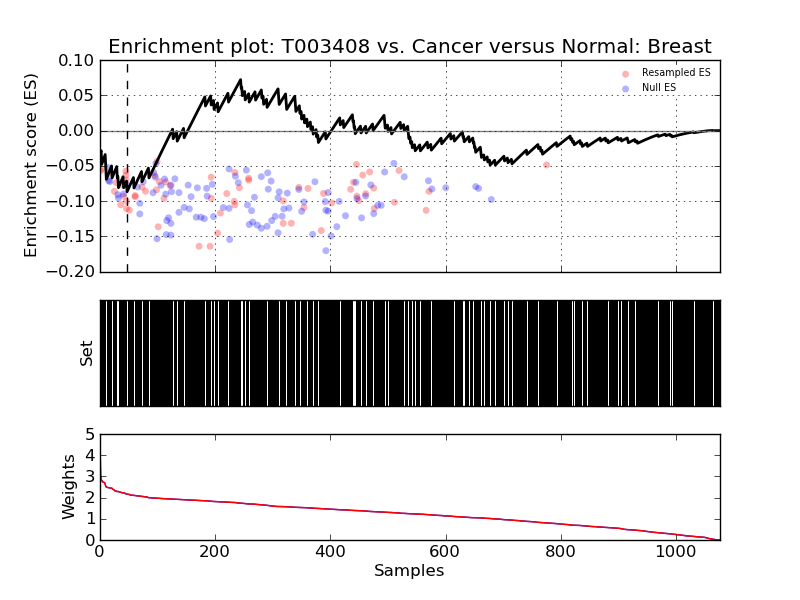 Enrichment plot: T003408 vs. Cancer versus Normal: Breast
Enrichment score (ES)
0.10
0.05
0.00
−0.05
−0.10
−0.15
−0.20
Resampled ES
Null ES
Set
Weights
5
4
3
2
1
0
0 200 400 600 800 1000
Samples